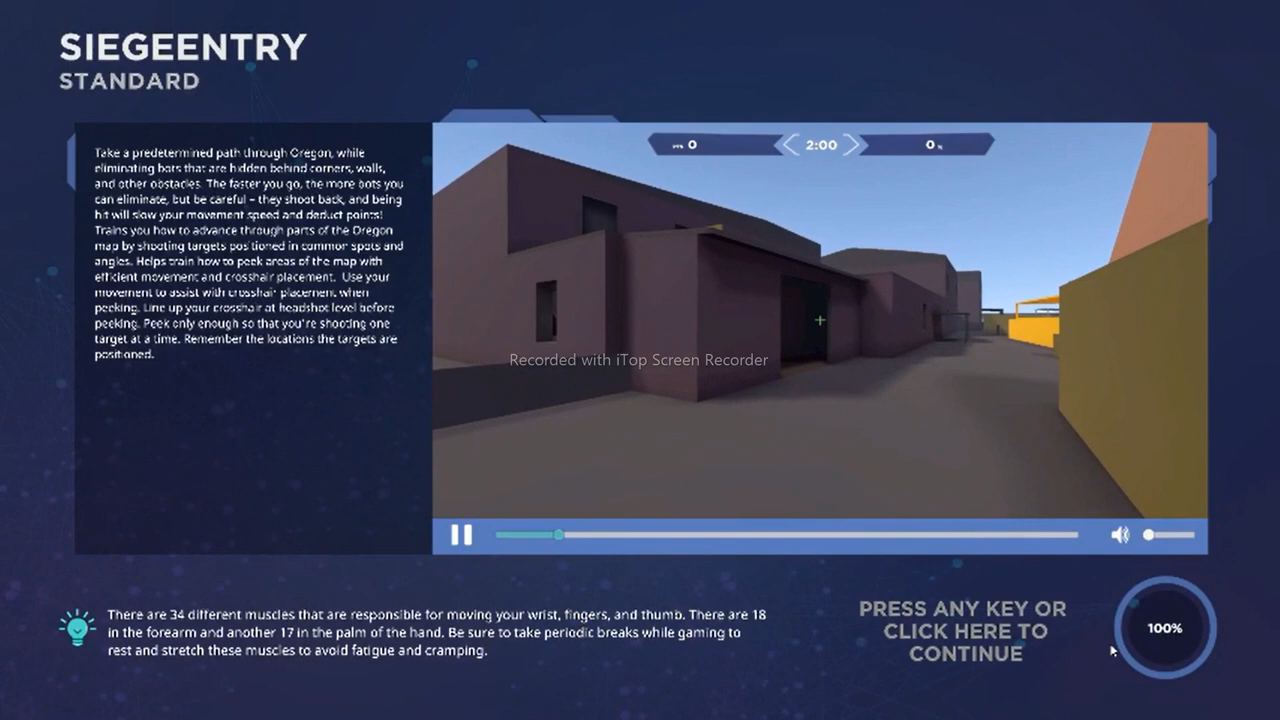 SIEGEENTRY
STANDARD
Take a predetermined path through Oregon, while
eliminating bots that are hidden behind corners, walls,
and other obstacles. The faster you go, the more bots you
can eliminate, but be careful – they shoot back, and being
hit will slow your movement speed and deduct points!
Trains you how to advance through parts of the Oregon
map by shooting targets positioned in common spots and
angles. Helps train how to peek areas of the map with
efficient movement and crosshair placement. Use your
movement to assist with crosshair placement when
peeking. Line up your crosshair at headshot level before
peeking. Peek only enough so that you're shooting one
target at a time. Remember the locations the targets are
positioned.
0
2:00
0
Recorded with iTop Screen Recorder
There are 34 different muscles that are responsible for moving your wrist, fingers, and thumb. There are 18
in the forearm and another 17 in the palm of the hand. Be sure to take periodic breaks while gaming to
rest and stretch these muscles to avoid fatigue and cramping.
PRESS ANY KEY OR
CLICK HERE TO
CONTINUE
100%